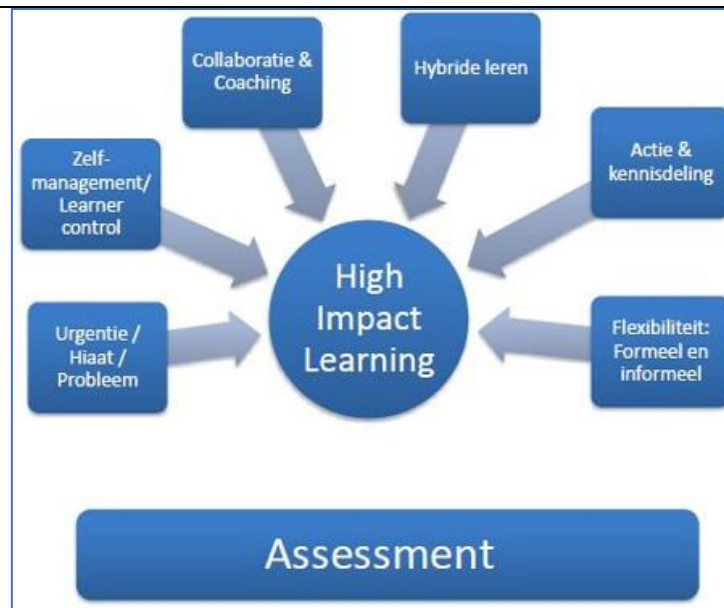 Collaboratie &
Coaching
Hybride leren
Zelf-
management/
Learner
control
Actie &
kennisdeling
High
Impact
Learning
Urgentie /
Hiaat /
Probleem
Flexibiliteit:
Formeel en
informeel
Assessment